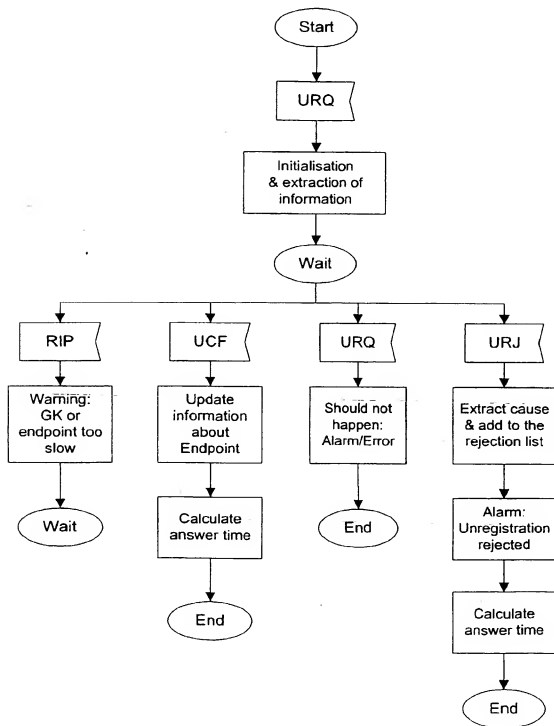 Start
URQ
Initialisation
& extraction of
information
Wait
RIP
UCF
URQ
URJ
Warning:
GK or
endpoint too
slow
Update
information
about
Endpoint
Should not
happen:
Alarm/Error
Extract cause
& add to the
rejection list
Wait
Calculate
answer time
End
Alarm:
Unregistration
rejected
End
Calculate
answer time
End